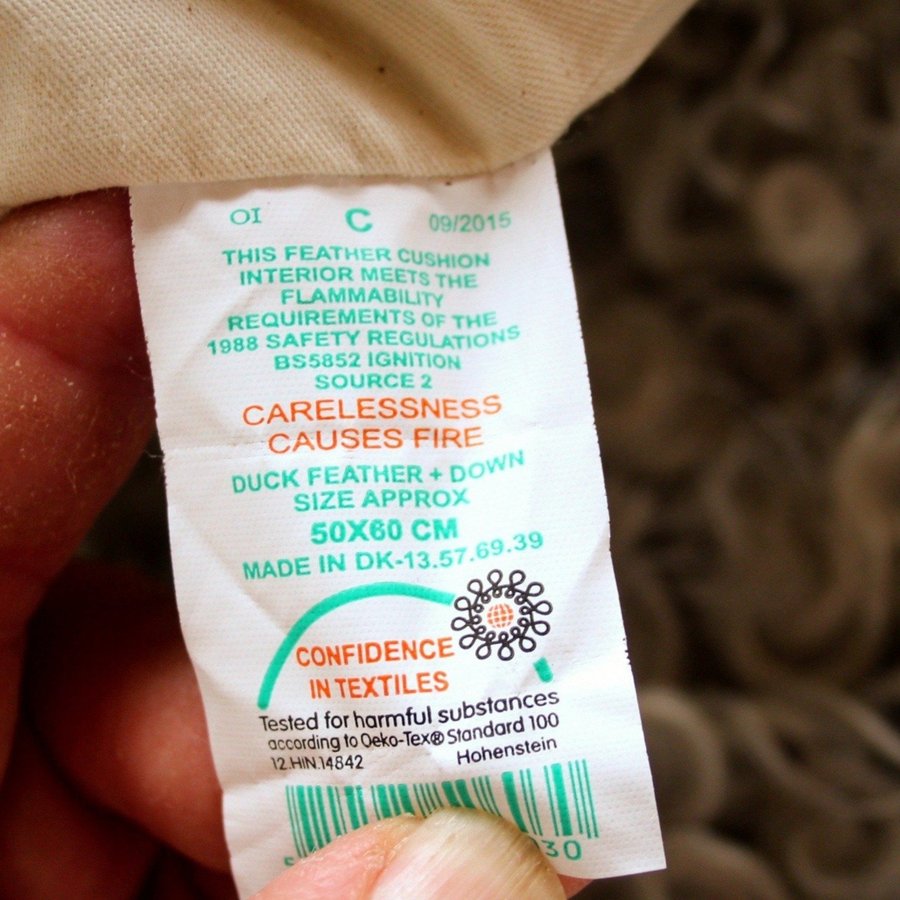 OI C 09/2015
THIS FEATHER CUSHION
INTERIOR MEETS THE
FLAMMABILITY
REQUIREMENTS OF THE
1988 SAFETY REGULATIONS
BS5852 IGNITION
SOURCE 2
CARELESSNESS
CAUSES FIRE
DUCK FEATHER + DOWN
SIZE APPROX
50X60 CM
MADE IN DK-13.57.69.39
CONFIDENCE
IN TEXTILES
Tested for harmful substances
according to Oeko-Tex® Standard 100
12.HIN.14842 Hohenstein